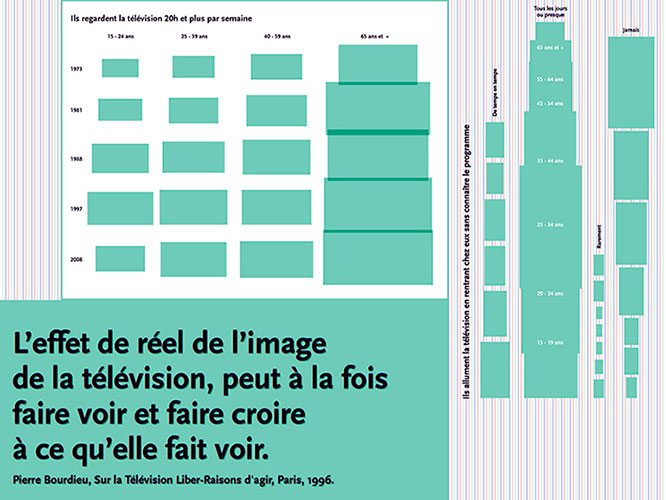 Ils regardent la télévision 20h et plus par semaine
15 - 24 ans
25 - 39 ans
40 - 59 ans
65 ans et +
1973
1981
1988
1997
2008
Ils allument la télévision en rentrant chez eux sans connaître le programme
De temps en temps
Tous les jours
ou presque
65 ans et +
55 - 64 ans
45 - 54 ans
35 - 44 ans
25 - 34 ans
20 - 24 ans
15 - 19 ans
Rarement
Jamais
L'effet de réel de l'image
de la télévision, peut à la fois
faire voir et faire croire
à ce qu'elle fait voir.
Pierre Bourdieu, Sur la Télévision Liber-Raisons d'agir, Paris, 1996.